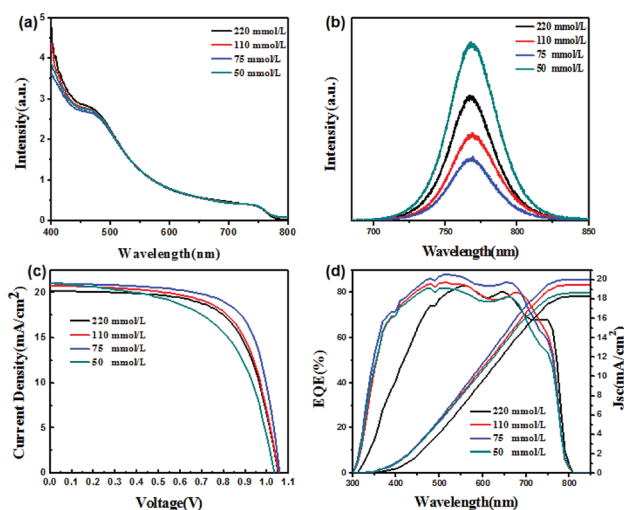 (a)
220 mmol/L
110 mmol/L
75 mmol/L
50 mmol/L
Intensity(a.u.)
5
4
3
2
1
0
400 500 600 700 800
Wavelength(nm)
(b)
220 mmol/L
110 mmol/L
75 mmol/L
50 mmol/L
Intensity(a.u.)
700 750 800 850
Wavelength(nm)
(c)
220 mmol/L
110 mmol/L
75 mmol/L
50 mmol/L
Current Density(mA/cm²)
20
15
10
5
0
0.0 0.1 0.2 0.3 0.4 0.5 0.6 0.7 0.8 0.9 1.0 1.1
Voltage(V)
(d)
220 mmol/L
110 mmol/L
75 mmol/L
50 mmol/L
EQE(%)
80
60
40
20
0
Jsc(mA/cm²)
20
18
16
14
12
10
8
6
4
2
0
300 400 500 600 700 800
Wavelength(nm)